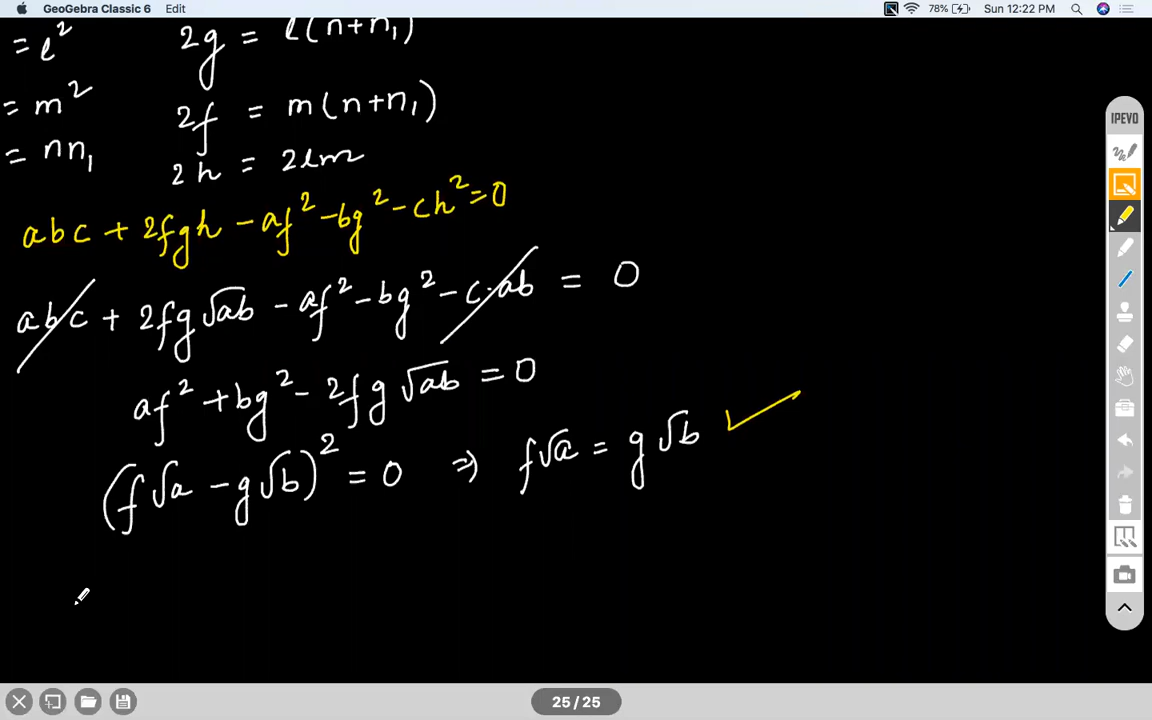 GeoGebra Classic 6 Edit 78% Sun 12:22 PM
= l² 2g = l(n+n₁)
= m² 2f = m(n+n₁)
= nn₁ 2h = 2lm
abc + 2fgh - af² - bg² - ch² = 0
abc + 2fg√ab - af² - bg² - c·ab = 0
af² + bg² - 2fg√ab = 0
(f√a - g√b)² = 0 ⇒ f√a = g√b ✓
IPEVO
25/25